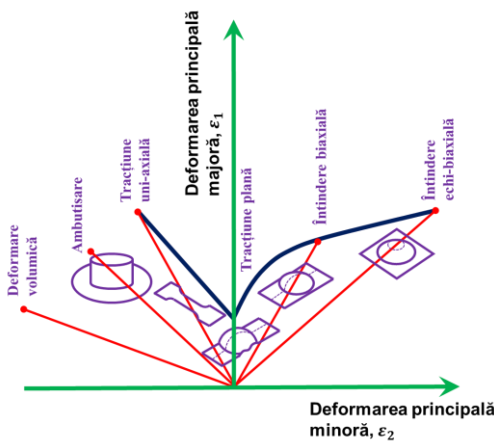 Deformare
volumică
Ambutisare
Tracțiune
uni-axială
Deformarea principală
majoră, ε₁
Tracțiune plană
Întindere biaxială
Întindere
echi-biaxială
Deformarea principală
minoră, ε₂